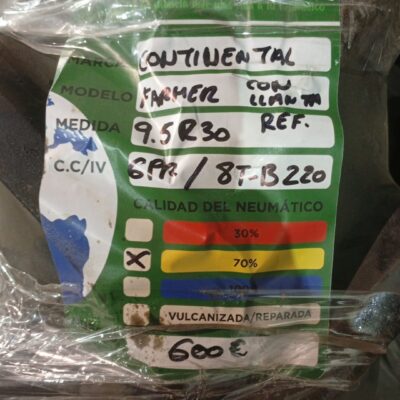 MARCA CONTINENTAL
MODELO FARMER CON LLANTA
MEDIDA 9.5R30 REF.
C.C/IV 6PR / 8T-B220
CALIDAD DEL NEUMÁTICO
30%
X 70%
100%
VULCANIZADA/REPARADA
600€